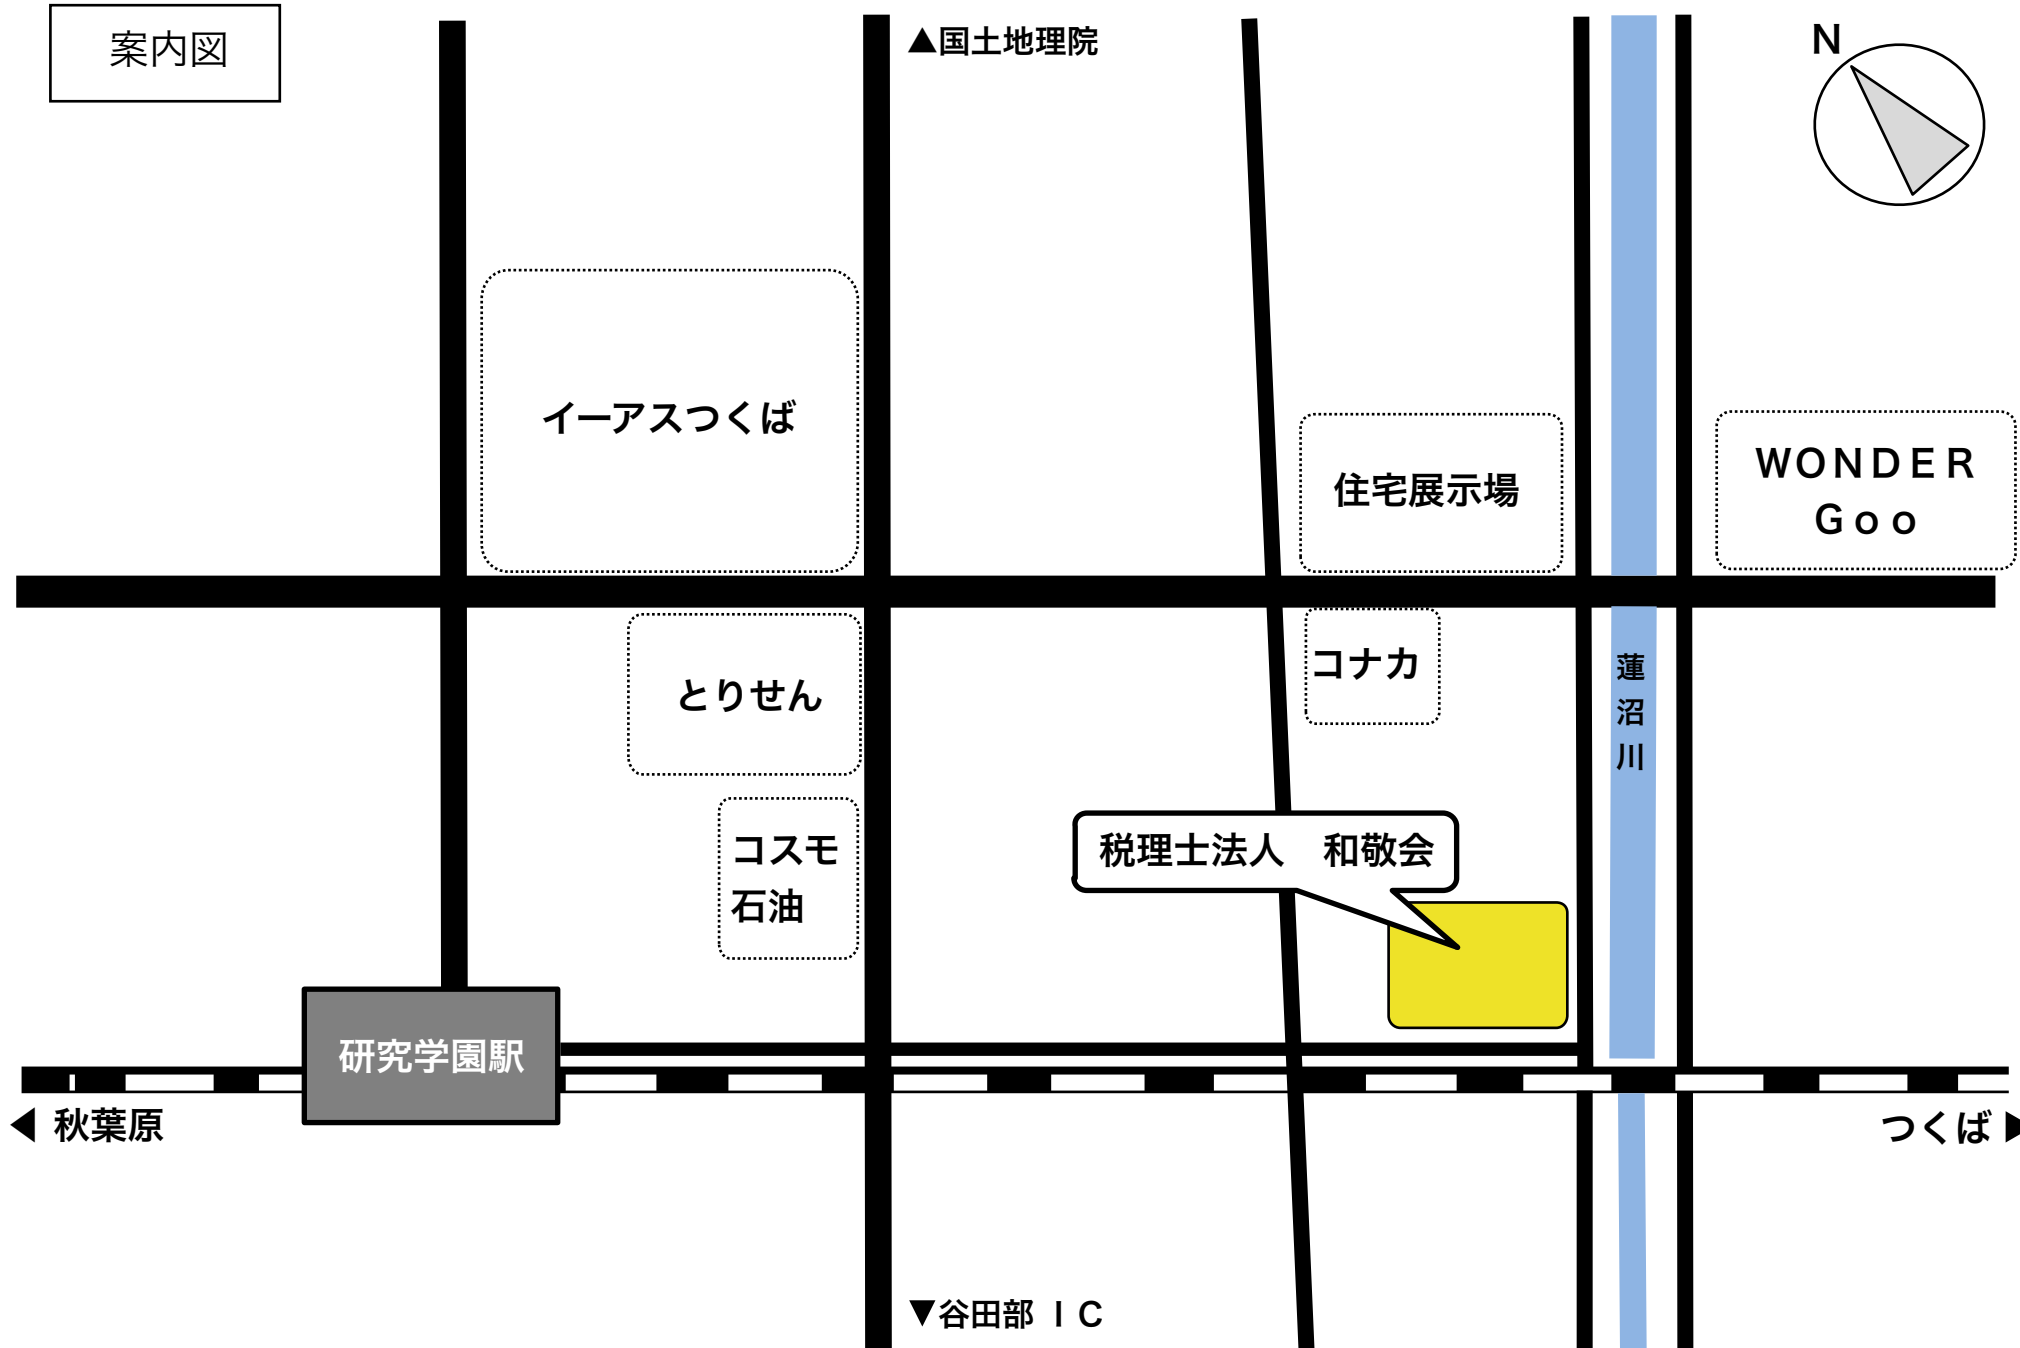 案内図
▲国土地理院
N
イーアスつくば
住宅展示場
ＷＯＮＤＥＲ
Ｇｏｏ
とりせん
コナカ
蓮沼川
コスモ
石油
税理士法人　和敬会
研究学園駅
◀ 秋葉原
つくば ▶
▼谷田部 ＩＣ